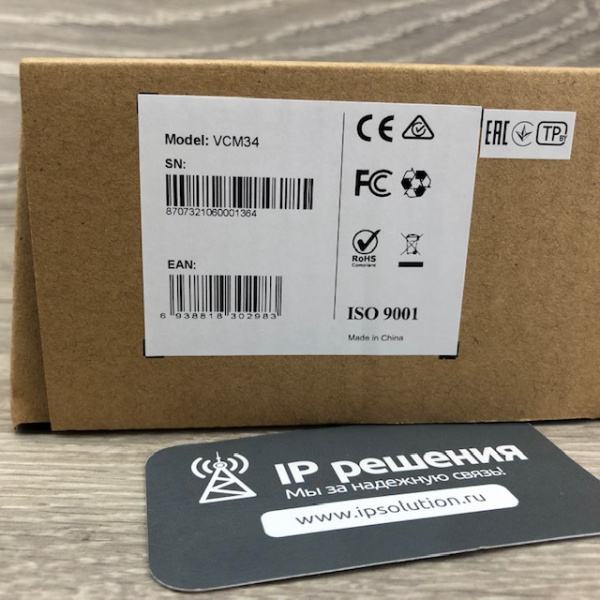 Model: VCM34
SN:
8707321060001364
EAN:
6 938818 302983
CE
FC
RoHS
Compliant
ISO 9001
Made in China
EAC
TP BY
IP решения
Мы за надежную связь!
www.ipsolution.ru